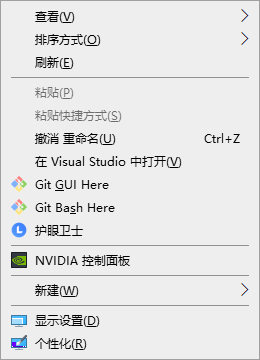 查看(V)
排序方式(O)
刷新(E)
粘贴(P)
粘贴快捷方式(S)
撤消 重命名(U) Ctrl+Z
在 Visual Studio 中打开(V)
Git GUI Here
Git Bash Here
护眼卫士
NVIDIA 控制面板
新建(W)
显示设置(D)
个性化(R)